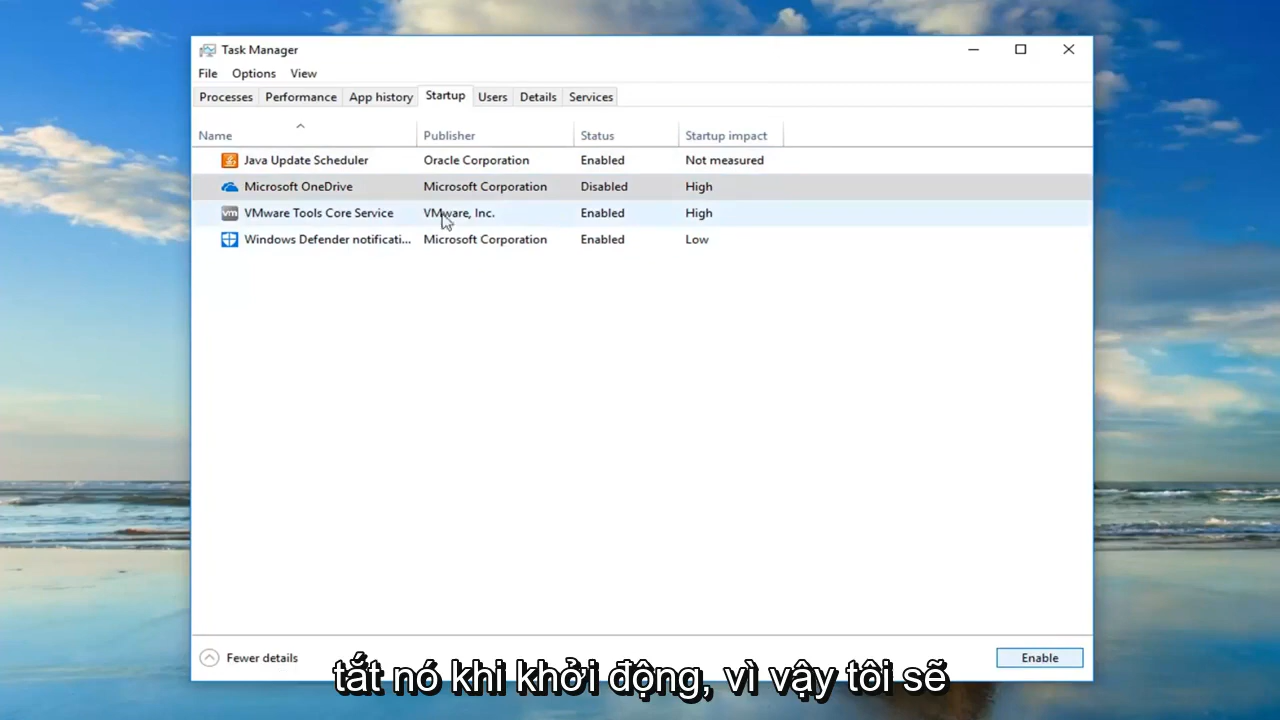 Task Manager
File Options View
Processes Performance App history Startup Users Details Services
Name Publisher Status Startup impact
Java Update Scheduler Oracle Corporation Enabled Not measured
Microsoft OneDrive Microsoft Corporation Disabled High
VMware Tools Core Service VMware, Inc. Enabled High
Windows Defender notificati... Microsoft Corporation Enabled Low
Fewer details Enable
tắt nó khi khởi động, vì vậy tôi sẽ